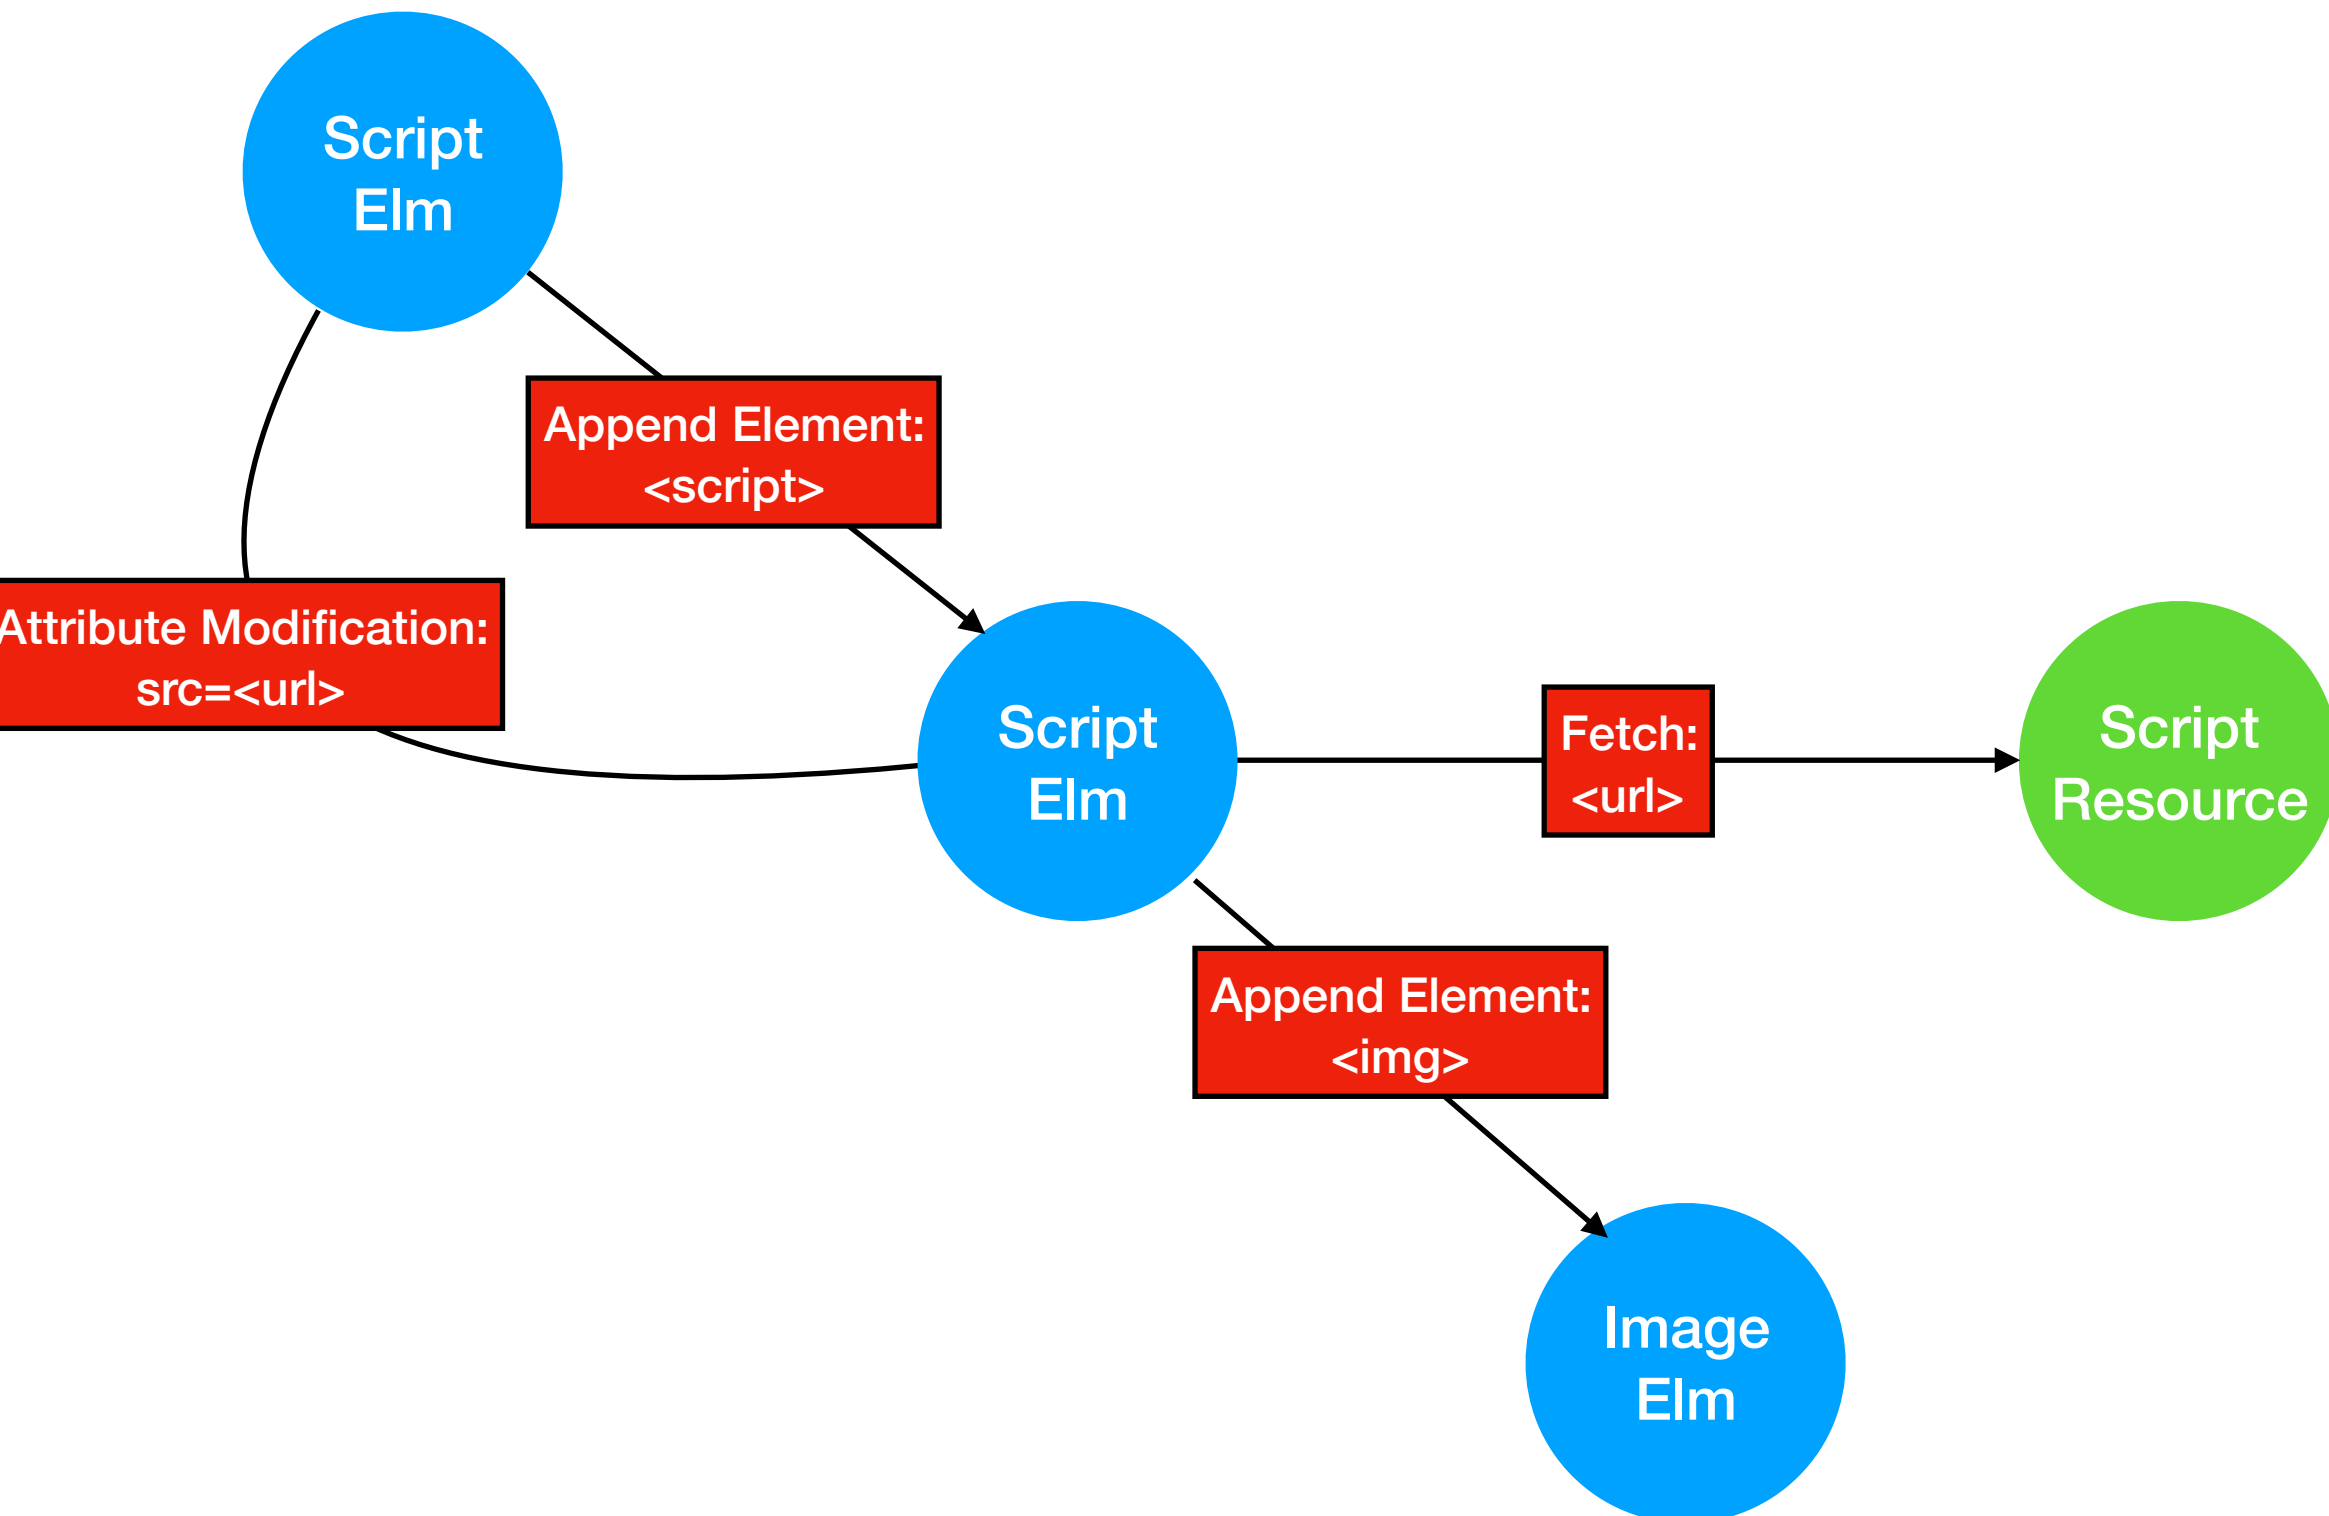 Script
Elm
Append Element:
<script>
Attribute Modification:
src=<url>
Script
Elm
Fetch:
<url>
Script
Resource
Append Element:
<img>
Image
Elm